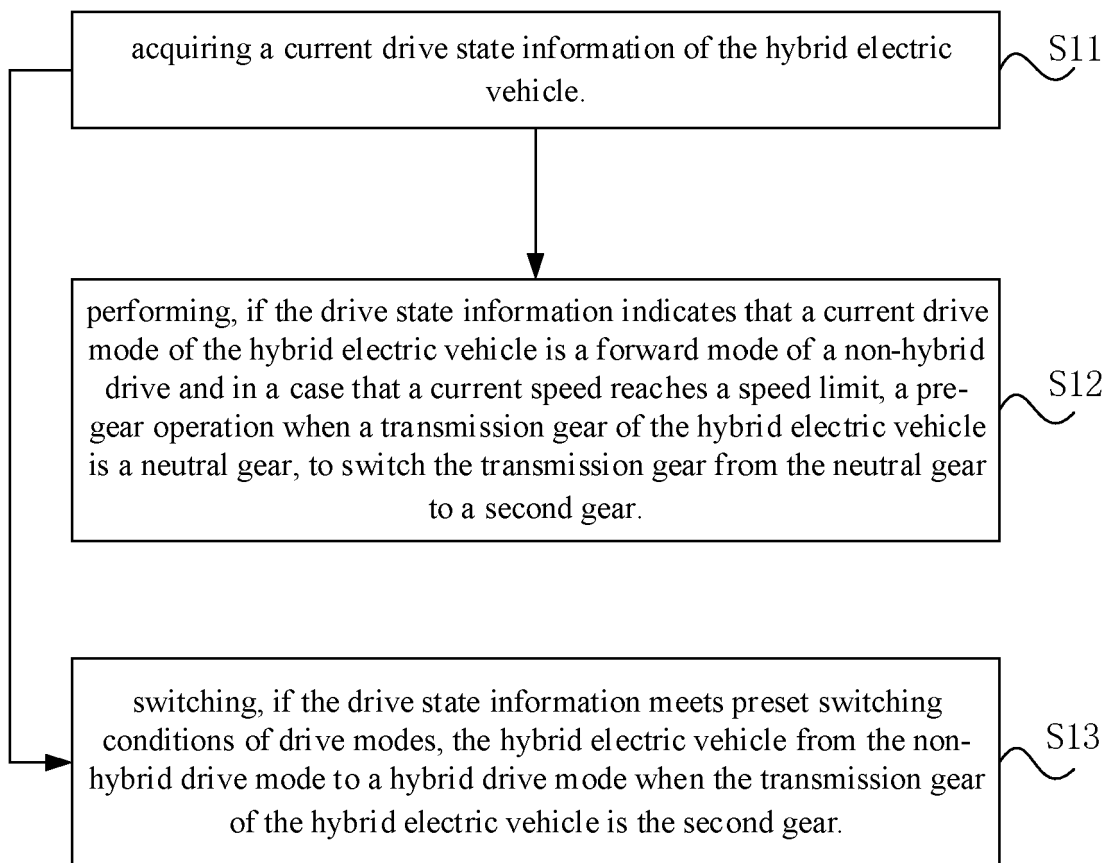 acquiring a current drive state information of the hybrid electric
vehicle.
S11
performing, if the drive state information indicates that a current drive
mode of the hybrid electric vehicle is a forward mode of a non-hybrid
drive and in a case that a current speed reaches a speed limit, a pre-
gear operation when a transmission gear of the hybrid electric vehicle
is a neutral gear, to switch the transmission gear from the neutral gear
to a second gear.
S12
switching, if the drive state information meets preset switching
conditions of drive modes, the hybrid electric vehicle from the non-
hybrid drive mode to a hybrid drive mode when the transmission gear
of the hybrid electric vehicle is the second gear.
S13